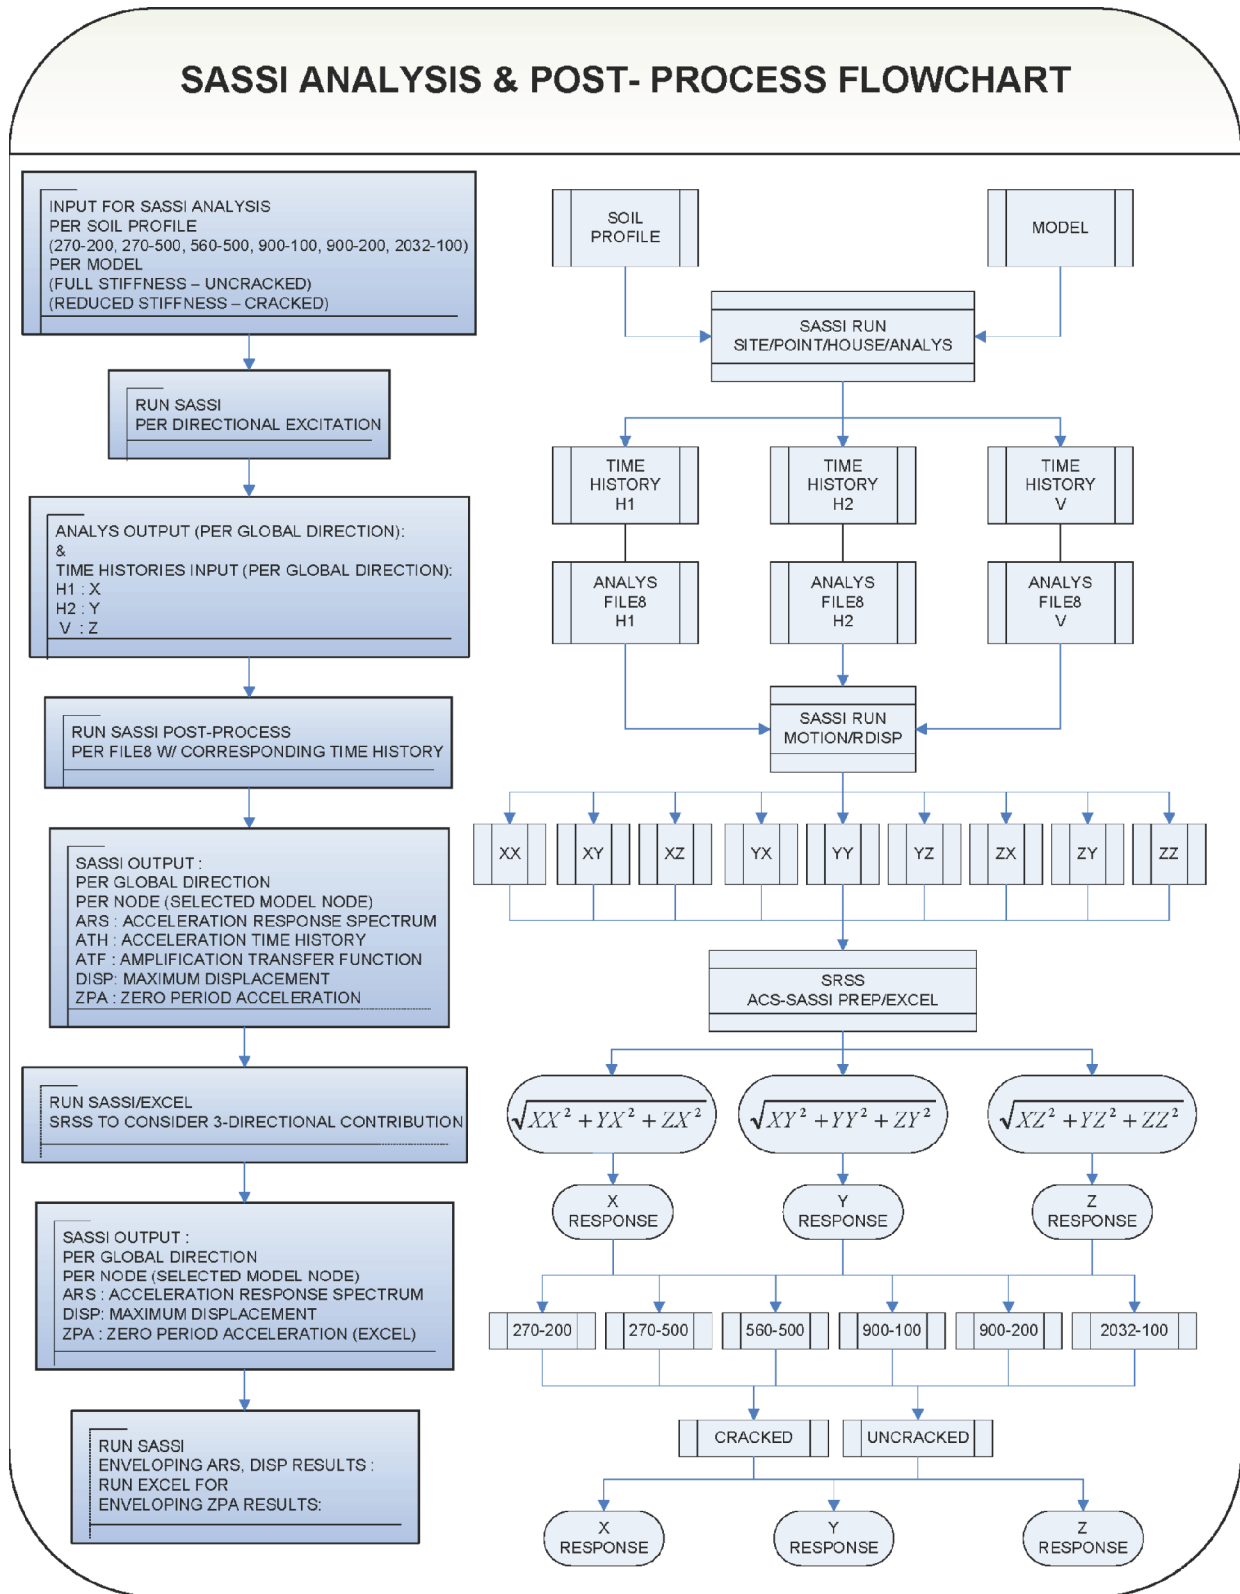 SASSI ANALYSIS & POST- PROCESS FLOWCHART
INPUT FOR SASSI ANALYSIS
PER SOIL PROFILE
(270-200, 270-500, 560-500, 900-100, 900-200, 2032-100)
PER MODEL
(FULL STIFFNESS – UNCRACKED)
(REDUCED STIFFNESS – CRACKED)
RUN SASSI
PER DIRECTIONAL EXCITATION
ANALYS OUTPUT (PER GLOBAL DIRECTION):
&
TIME HISTORIES INPUT (PER GLOBAL DIRECTION):
H1 : X
H2 : Y
V : Z
RUN SASSI POST-PROCESS
PER FILE8 W/ CORRESPONDING TIME HISTORY
SASSI OUTPUT :
PER GLOBAL DIRECTION
PER NODE (SELECTED MODEL NODE)
ARS : ACCELERATION RESPONSE SPECTRUM
ATH : ACCELERATION TIME HISTORY
ATF : AMPLIFICATION TRANSFER FUNCTION
DISP: MAXIMUM DISPLACEMENT
ZPA : ZERO PERIOD ACCELERATION
RUN SASSI/EXCEL
SRSS TO CONSIDER 3-DIRECTIONAL CONTRIBUTION
SASSI OUTPUT :
PER GLOBAL DIRECTION
PER NODE (SELECTED MODEL NODE)
ARS : ACCELERATION RESPONSE SPECTRUM
DISP: MAXIMUM DISPLACEMENT
ZPA : ZERO PERIOD ACCELERATION (EXCEL)
RUN SASSI
ENVELOPING ARS, DISP RESULTS :
RUN EXCEL FOR
ENVELOPING ZPA RESULTS:
SOIL
PROFILE
MODEL
SASSI RUN
SITE/POINT/HOUSE/ANALYS
TIME
HISTORY
H1
TIME
HISTORY
H2
TIME
HISTORY
V
ANALYS
FILE8
H1
ANALYS
FILE8
H2
ANALYS
FILE8
V
SASSI RUN
MOTION/RDISP
XX
XY
XZ
YX
YY
YZ
ZX
ZY
ZZ
SRSS
ACS-SASSI PREP/EXCEL
√XX² + YX² + ZX²
√XY² + YY² + ZY²
√XZ² + YZ² + ZZ²
X
RESPONSE
Y
RESPONSE
Z
RESPONSE
270-200
270-500
560-500
900-100
900-200
2032-100
CRACKED
UNCRACKED
X
RESPONSE
Y
RESPONSE
Z
RESPONSE